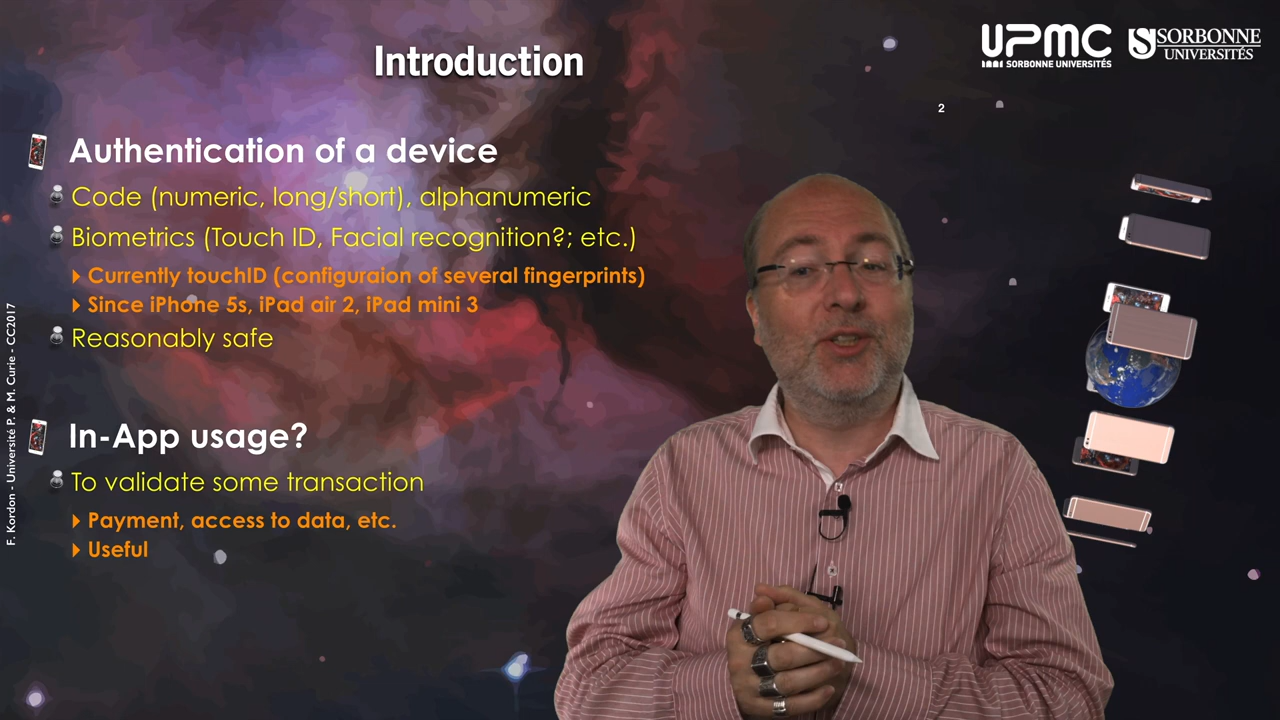 Introduction
UPMC
SORBONNE UNIVERSITÉS
SORBONNE
UNIVERSITÉS
2
Authentication of a device
Code (numeric, long/short), alphanumeric
Biometrics (Touch ID, Facial recognition?; etc.)
Currently touchID (configuraion of several fingerprints)
Since iPhone 5s, iPad air 2, iPad mini 3
Reasonably safe
In-App usage?
To validate some transaction
Payment, access to data, etc.
Useful
F. Kordon - Université P. & M. Curie - CC2017